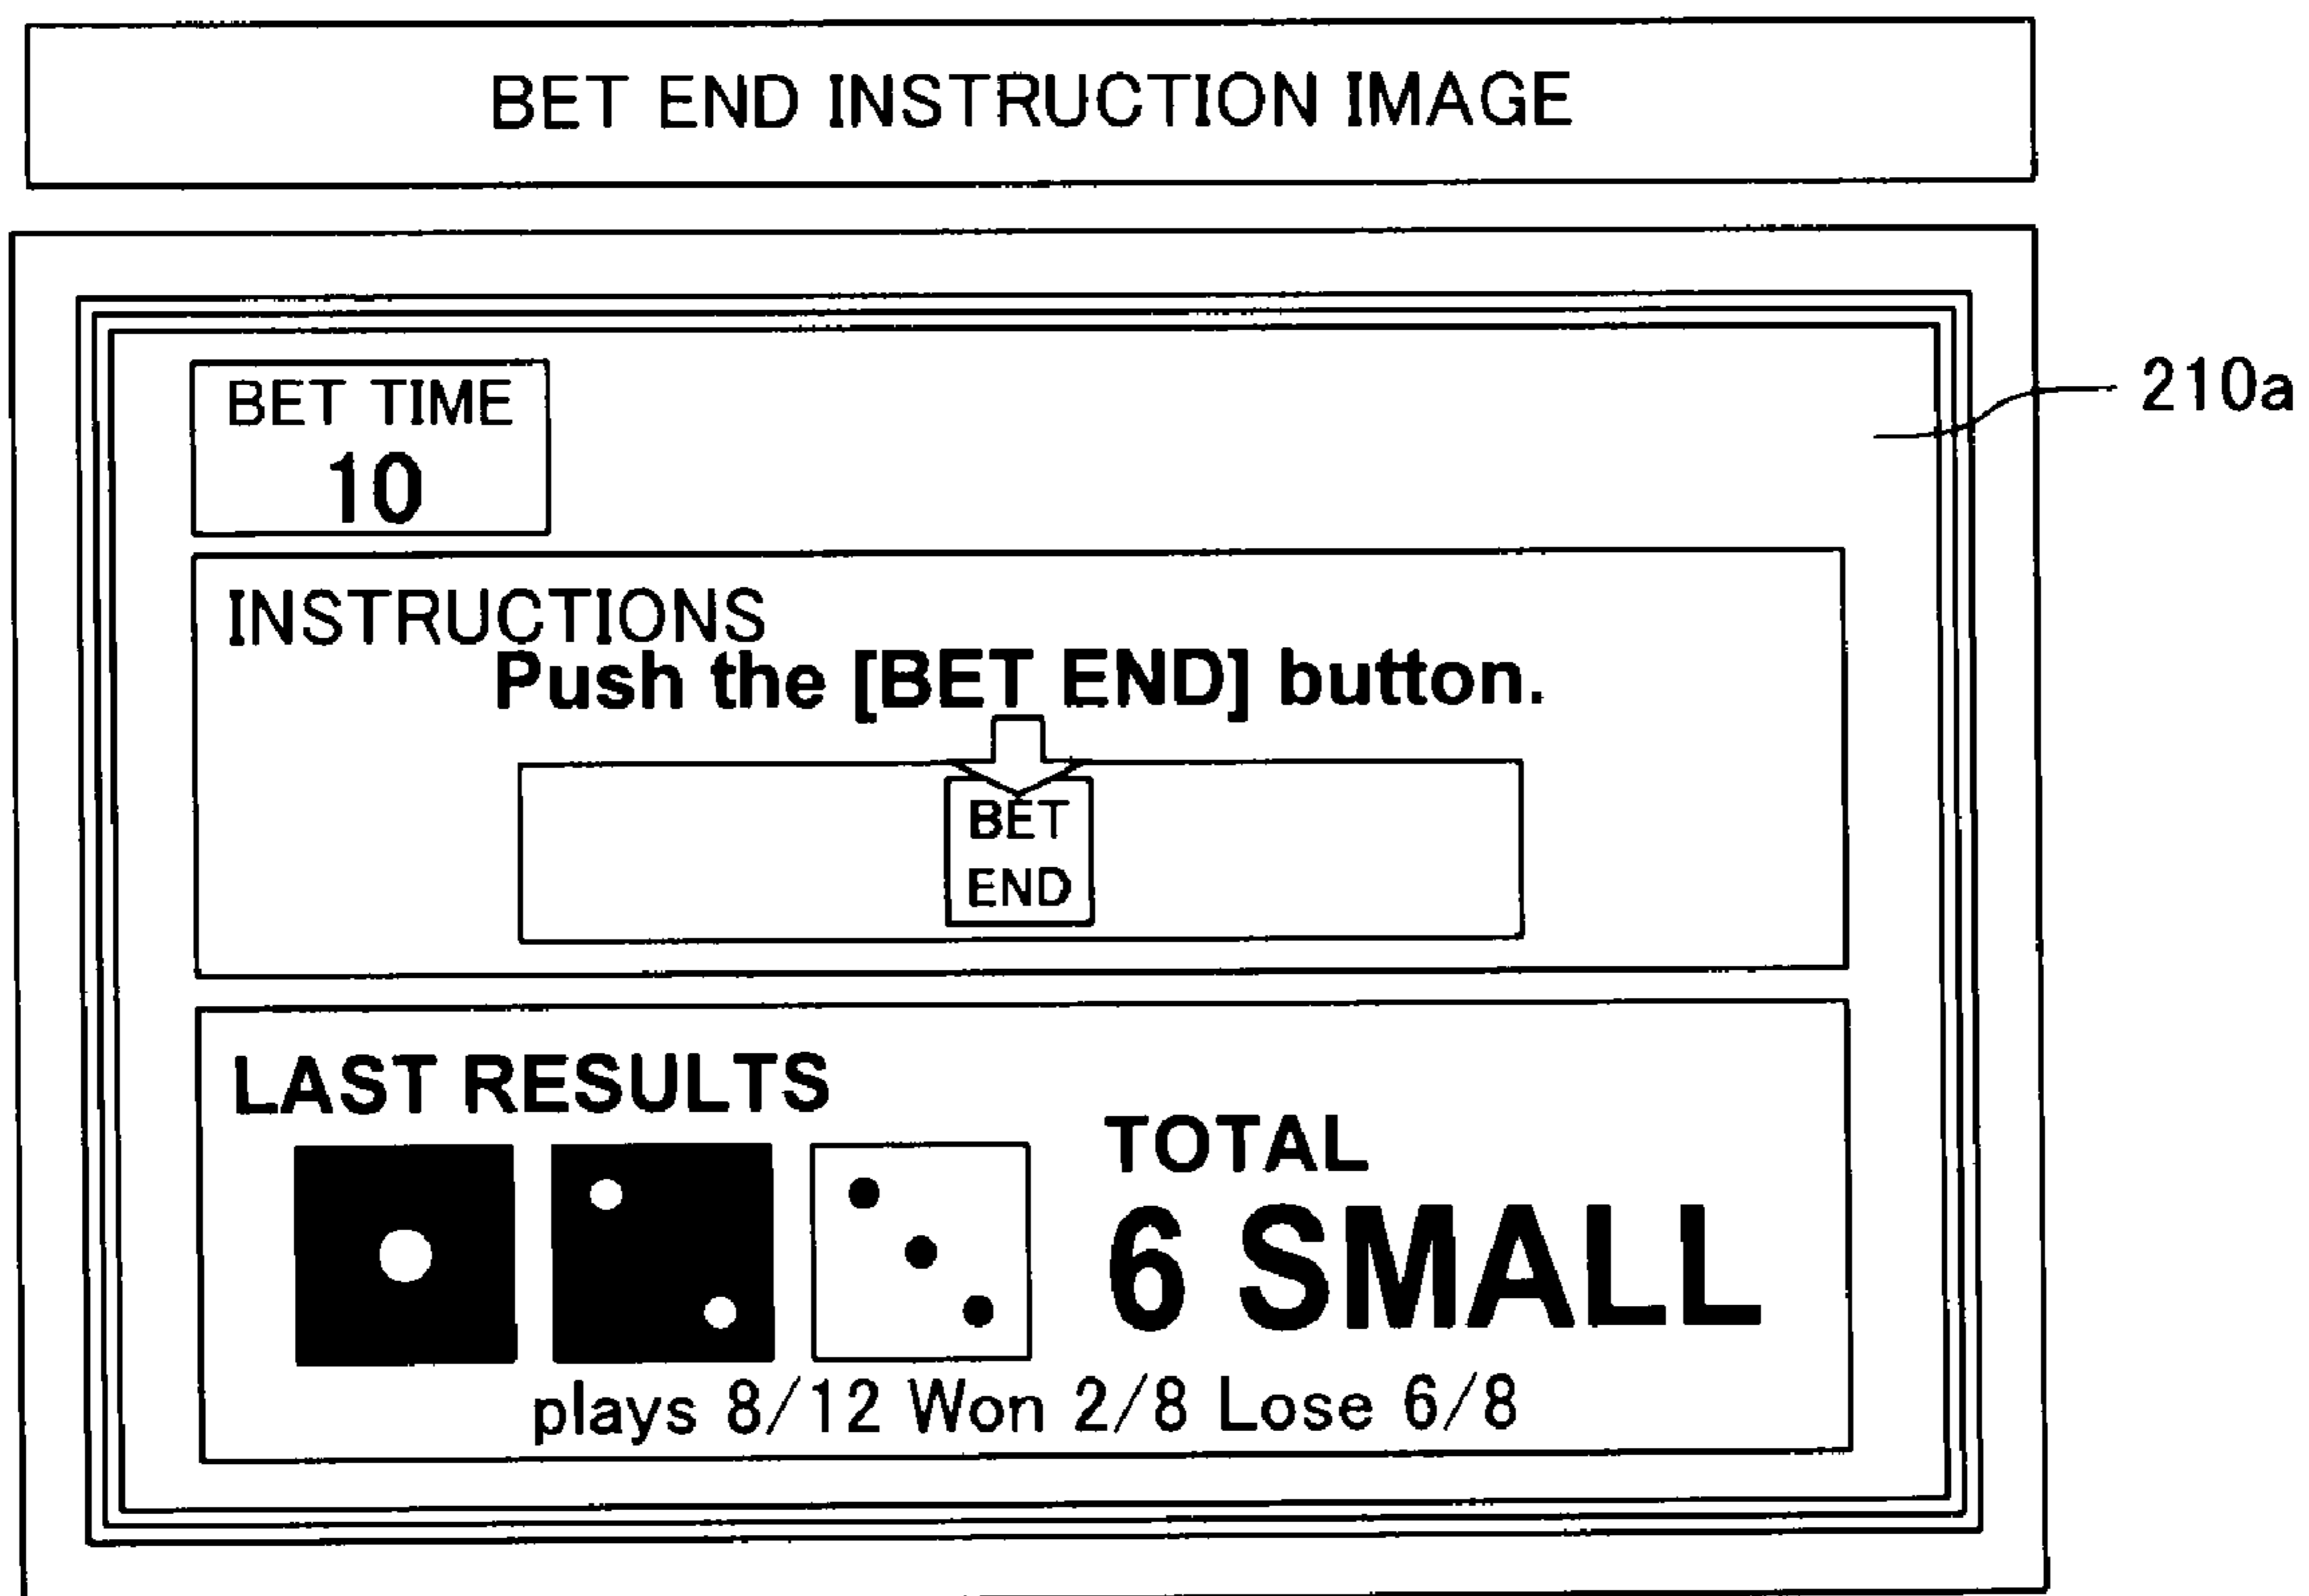 BET END INSTRUCTION IMAGE
210a
BET TIME
10
INSTRUCTIONS
Push the [BET END] button.
BET
END
LAST RESULTS
TOTAL
6 SMALL
plays 8/12 Won 2/8 Lose 6/8